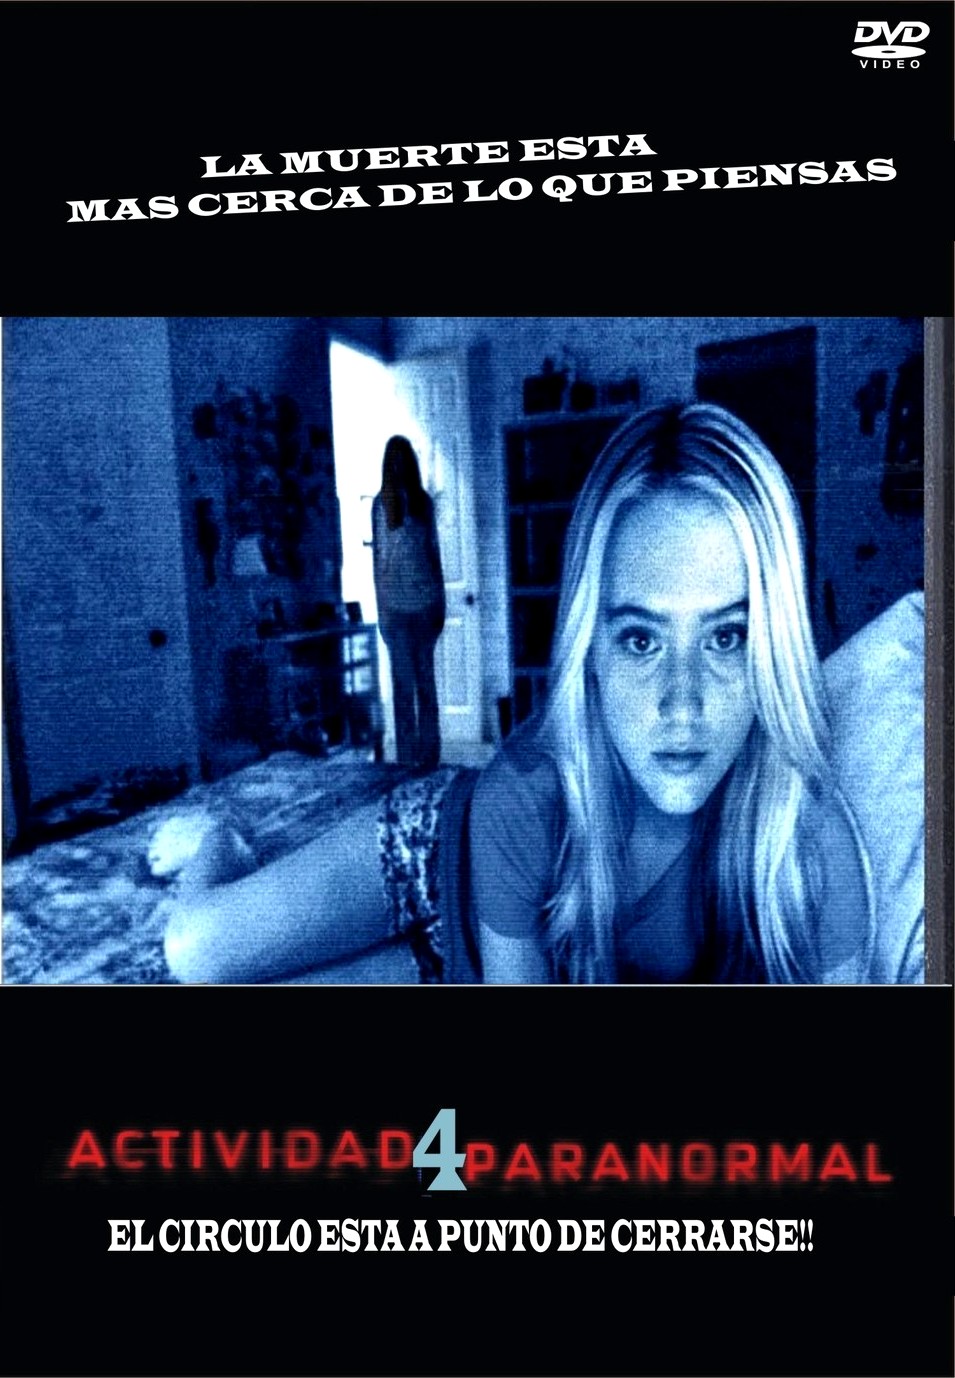 DVD
VIDEO
LA MUERTE ESTA
MAS CERCA DE LO QUE PIENSAS
ACTIVIDAD 4 PARANORMAL
EL CIRCULO ESTA A PUNTO DE CERRARSE!!